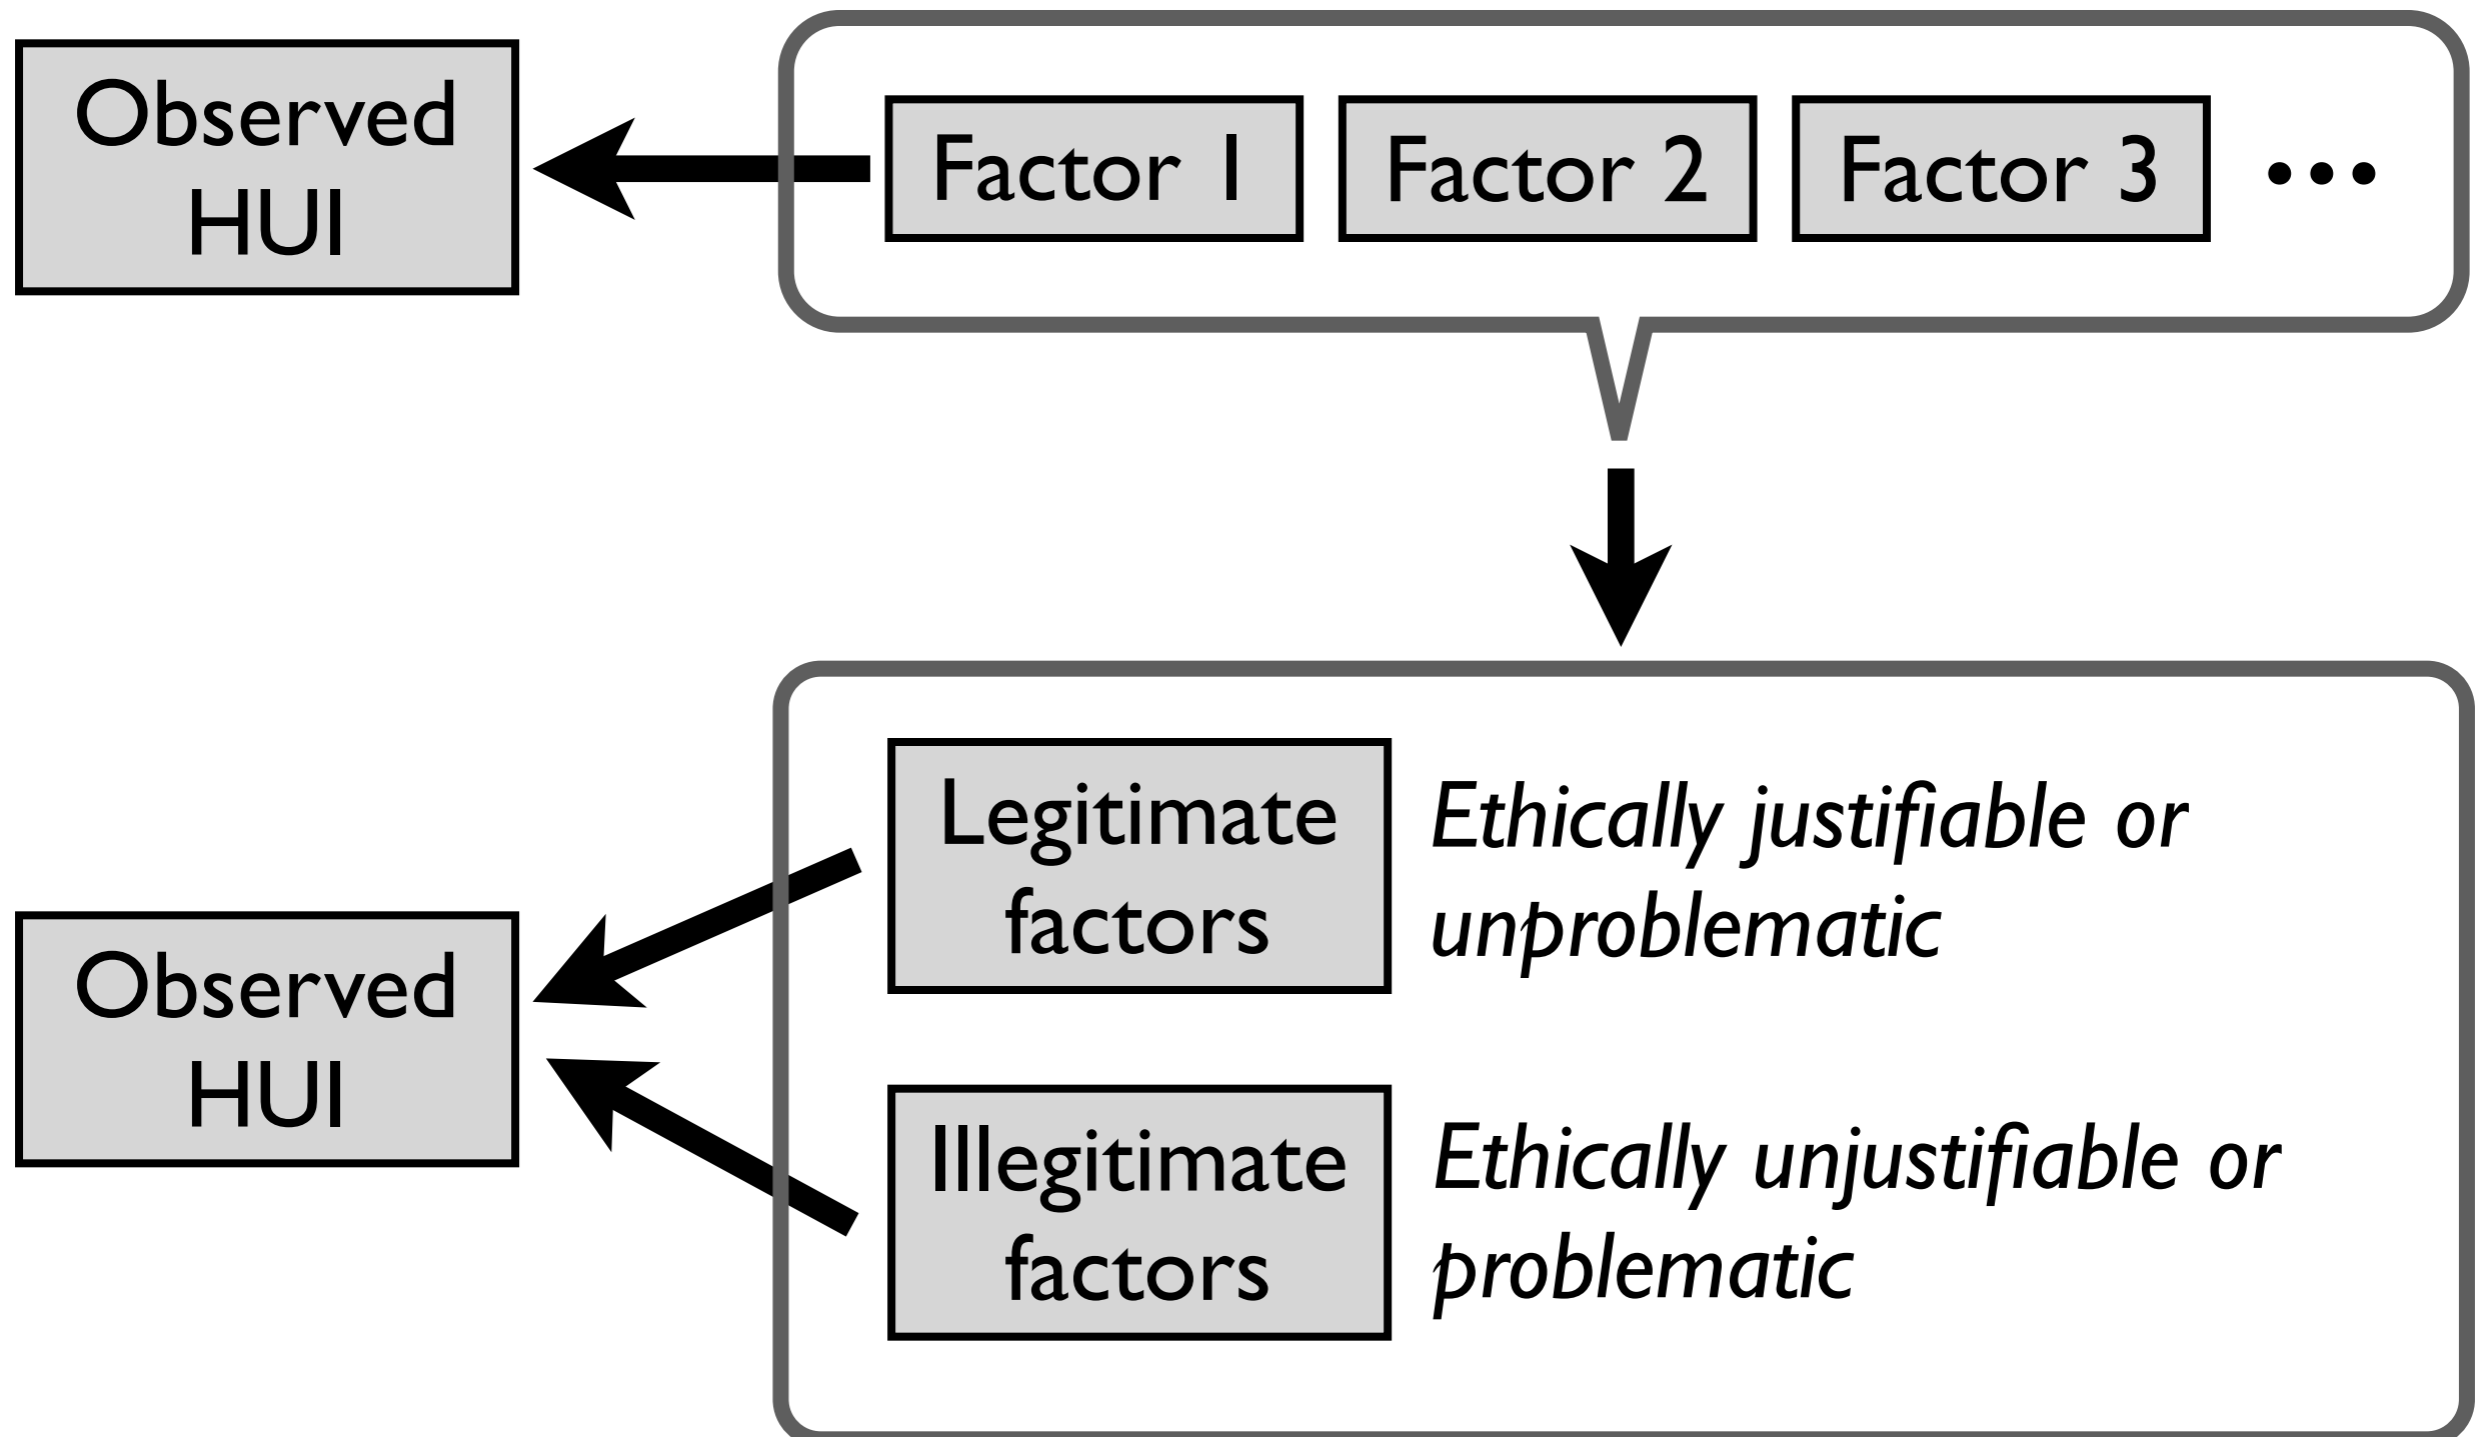 Observed
HUI
Factor 1
Factor 2
Factor 3
•••
Legitimate
factors
Ethically justifiable or
unproblematic
Observed
HUI
Illegitimate
factors
Ethically unjustifiable or
problematic